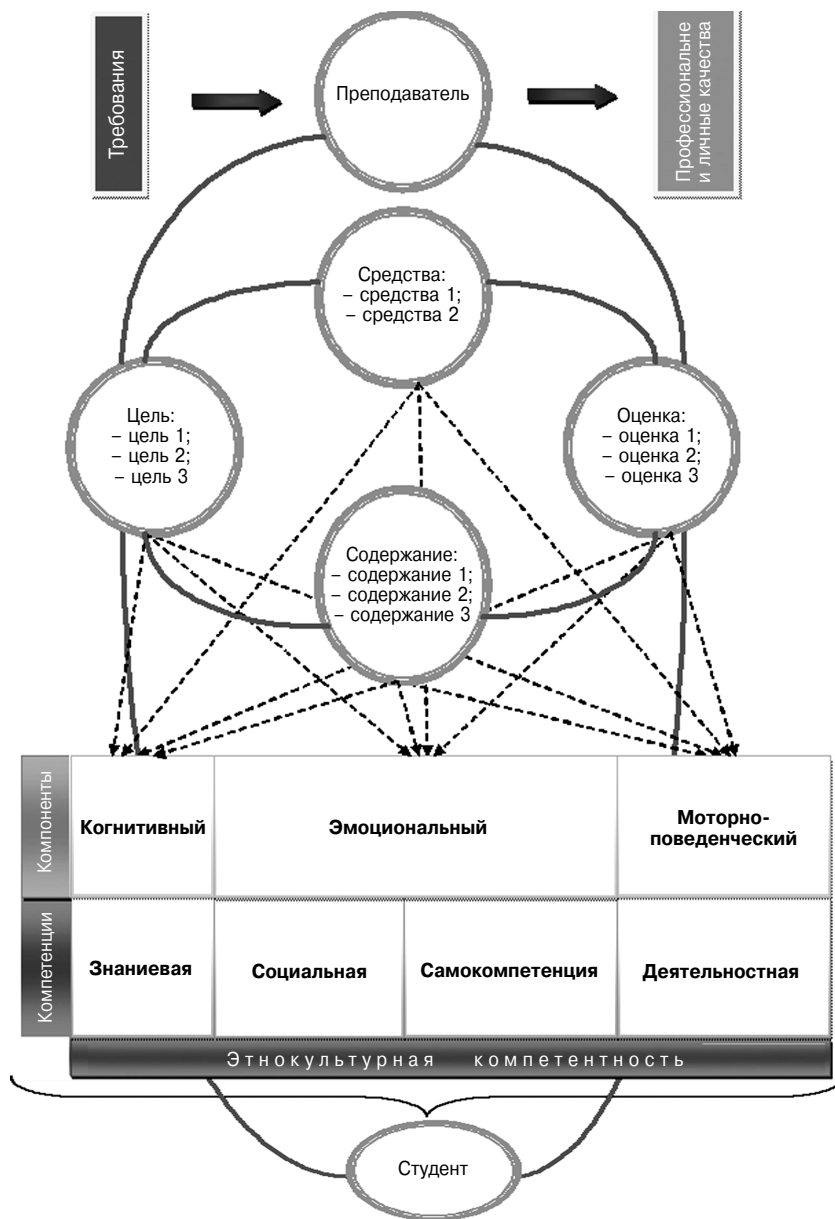 Требования
Преподаватель
Профессиональне
и личные качества
Средства:
– средства 1;
– средства 2
Цель:
– цель 1;
– цель 2;
– цель 3
Оценка:
– оценка 1;
– оценка 2;
– оценка 3
Содержание:
– содержание 1;
– содержание 2;
– содержание 3
Компоненты
Когнитивный
Эмоциональный
Моторно-
поведенческий
Компетенции
Знаниевая
Социальная
Самокомпетенция
Деятельностная
Этнокультурная компетентность
Студент